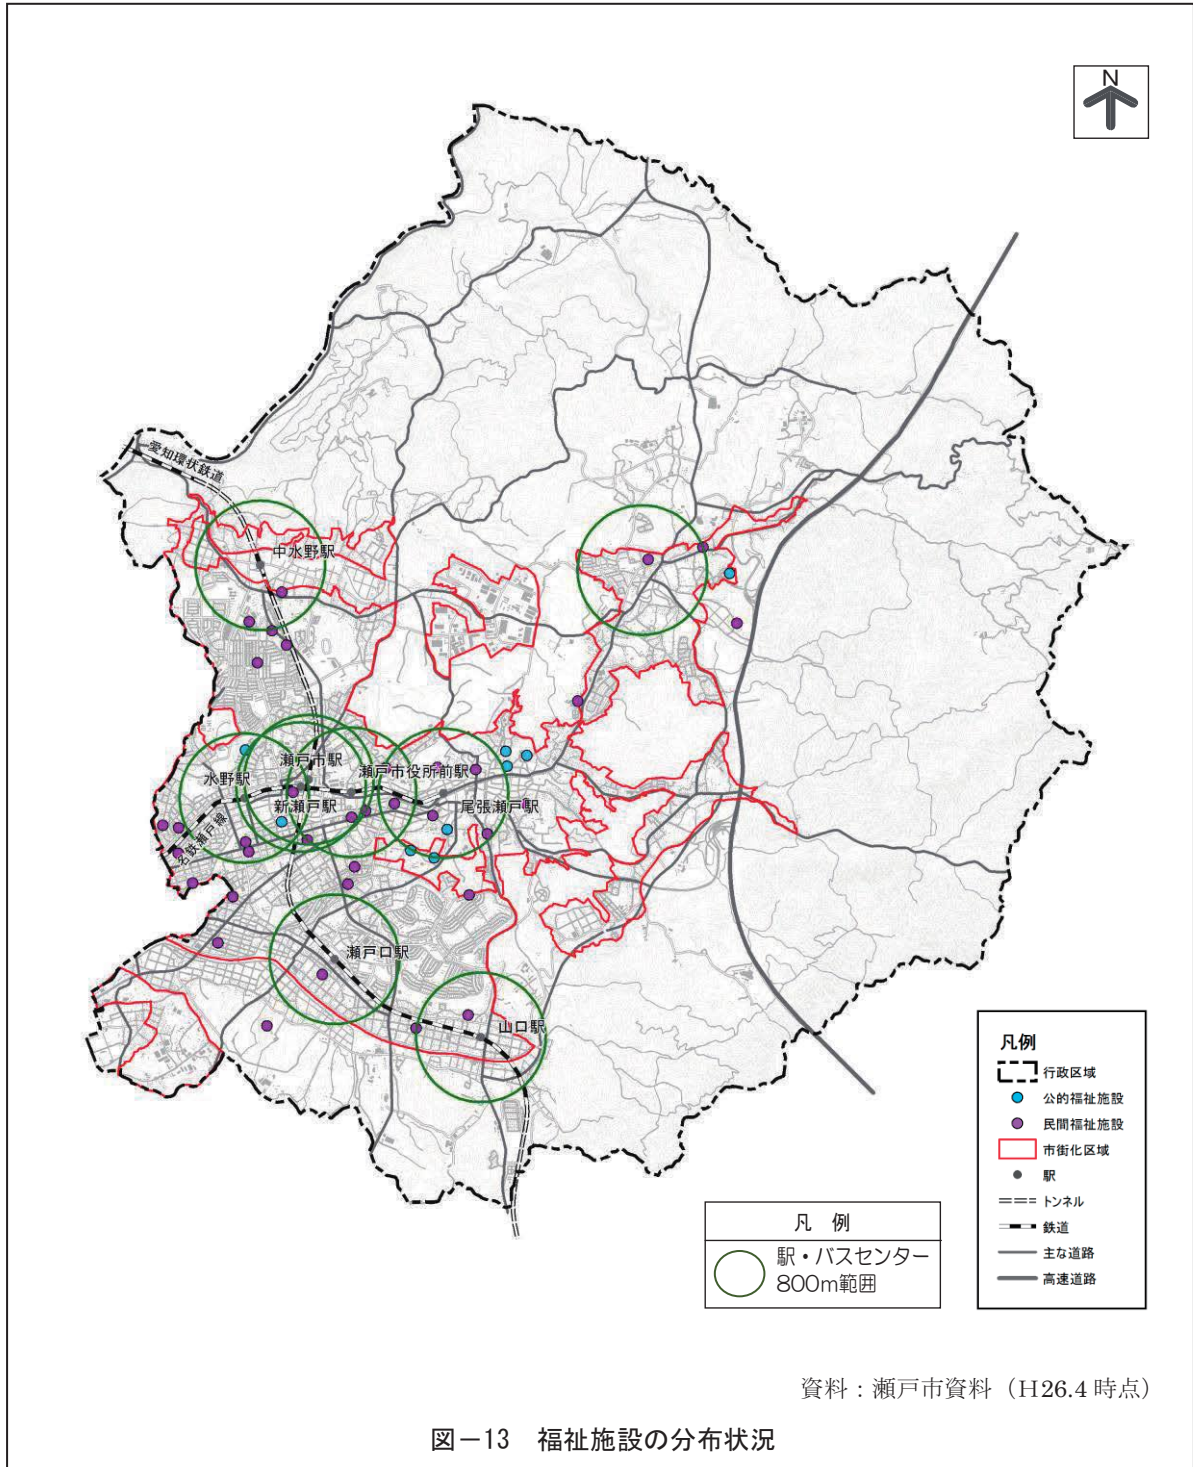 N
愛知環状鉄道
中水野駅
瀬戸市駅
水野駅
瀬戸市役所前駅
新瀬戸駅
尾張瀬戸駅
名鉄瀬戸線
瀬戸口駅
山口駅
凡例
行政区域
公的福祉施設
民間福祉施設
市街化区域
駅
トンネル
鉄道
主な道路
高速道路
凡 例
駅・バスセンター
800m範囲
資料：瀬戸市資料（H26.4 時点）
図－13 福祉施設の分布状況